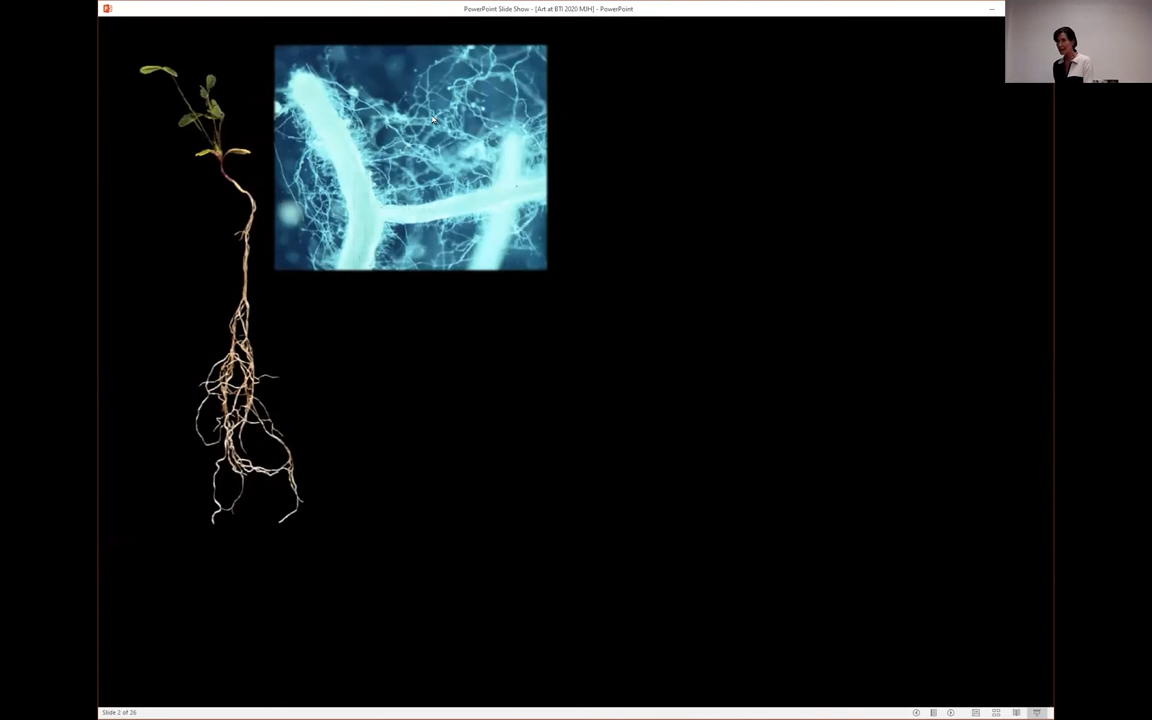 PowerPoint Slide Show - [Art at BTI 2020 MJH] - PowerPoint
Slide 2 of 26